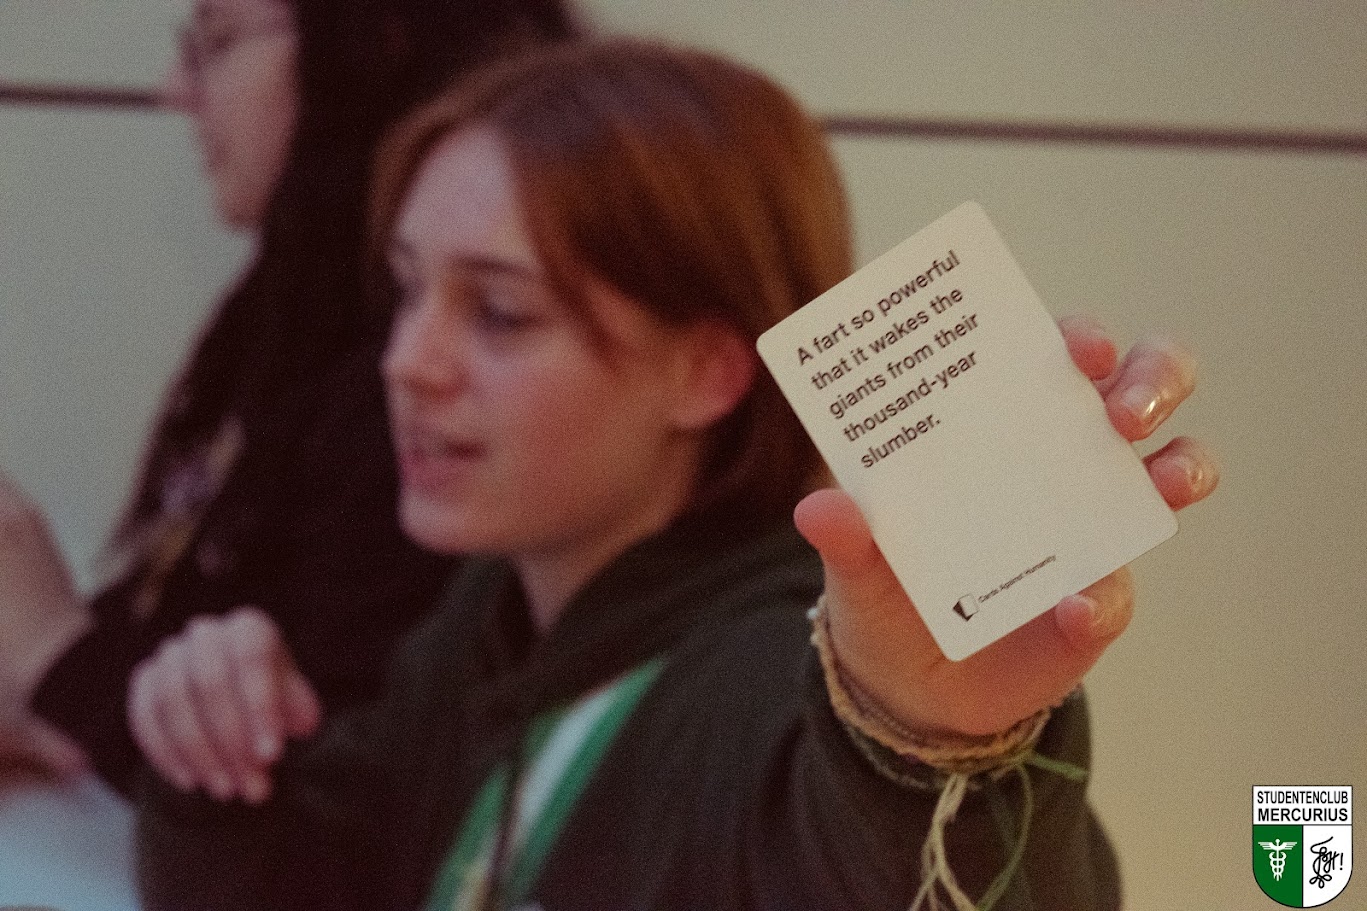 A fart so powerful
that it wakes the
giants from their
thousand-year
slumber.
Cards Against Humanity
STUDENTENCLUB
MERCURIUS